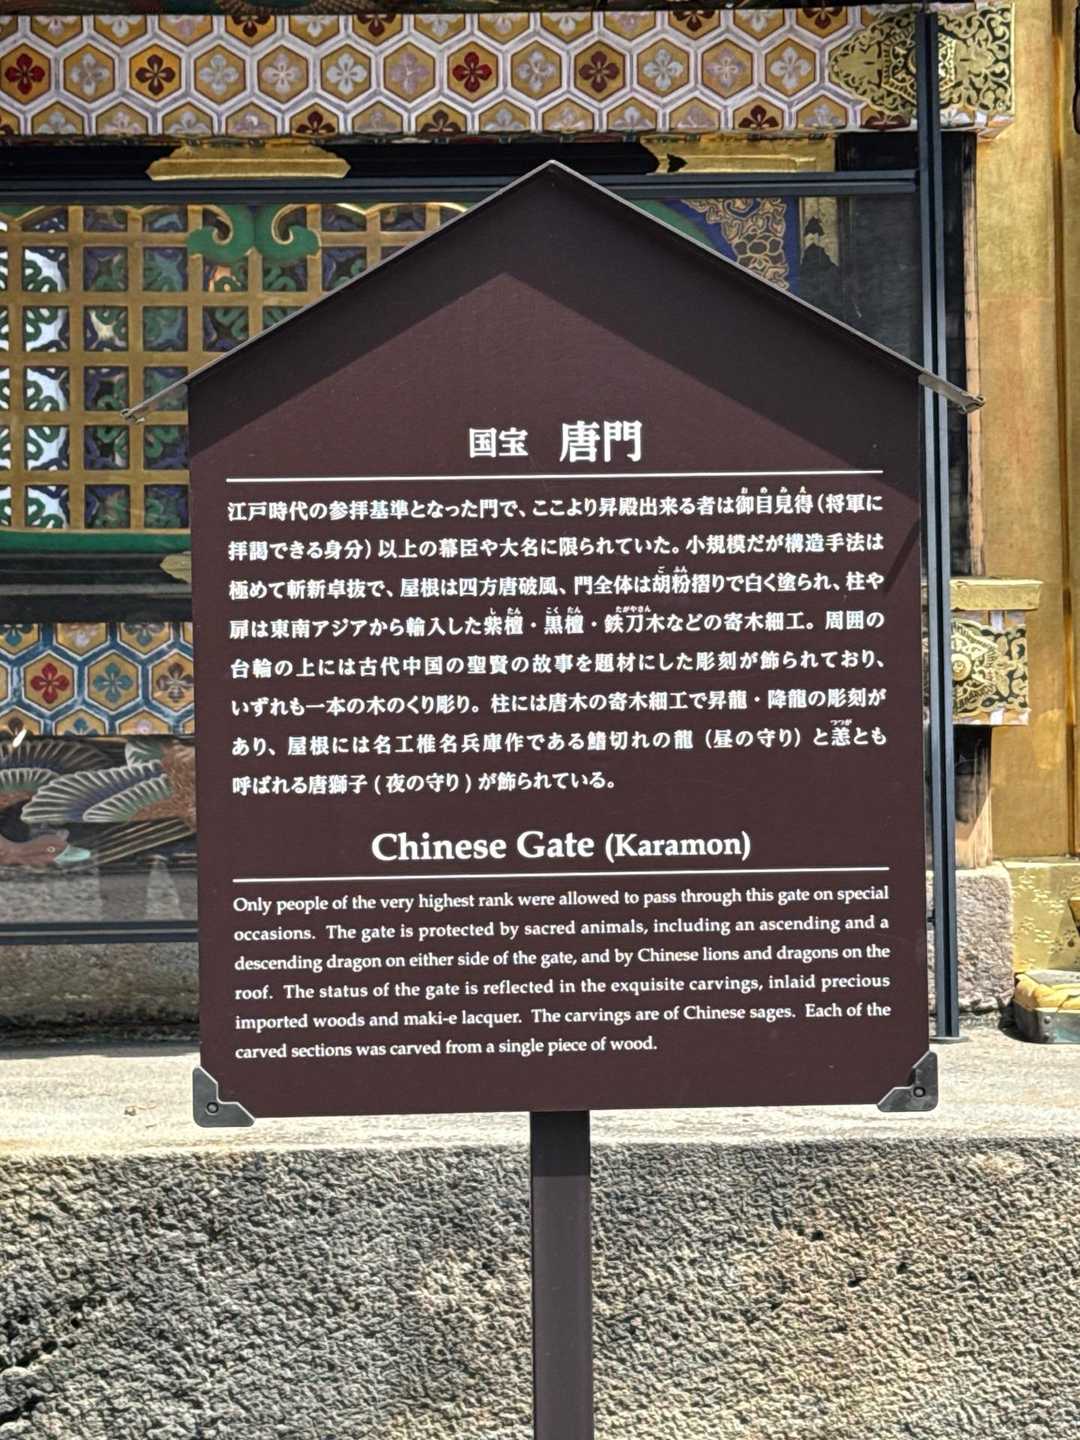 国宝 唐門
江戸時代の参拝基準となった門で、ここより昇殿出来る者は御目見得(将軍に
拝謁できる身分)以上の幕臣や大名に限られていた。小規模だが構造手法は
極めて斬新卓抜で、屋根は四方唐破風、門全体は胡粉摺りで白く塗られ、柱や
扉は東南アジアから輸入した紫檀・黒檀・鉄刀木などの寄木細工。周囲の
台輪の上には古代中国の聖賢の故事を題材にした彫刻が飾られており、
いずれも一本の木のくり彫り。柱には唐木の寄木細工で昇龍・降龍の彫刻が
あり、屋根には名工椎名兵庫作である鰭切れの龍(昼の守り)と恙とも
呼ばれる唐獅子(夜の守り)が飾られている。
Chinese Gate (Karamon)
Only people of the very highest rank were allowed to pass through this gate on special
occasions. The gate is protected by sacred animals, including an ascending and a
descending dragon on either side of the gate, and by Chinese lions and dragons on the
roof. The status of the gate is reflected in the exquisite carvings, inlaid precious
imported woods and maki-e lacquer. The carvings are of Chinese sages. Each of the
carved sections was carved from a single piece of wood.